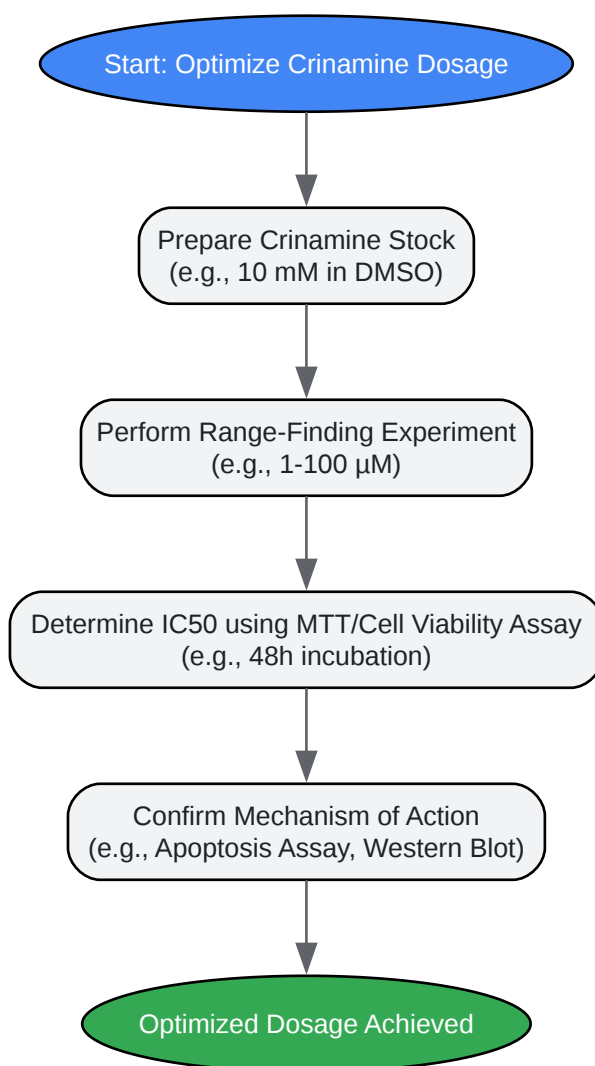 Start: Optimize Crinamine Dosage
Prepare Crinamine Stock
(e.g., 10 mM in DMSO)
Perform Range-Finding Experiment
(e.g., 1-100 µM)
Determine IC50 using MTT/Cell Viability Assay
(e.g., 48h incubation)
Confirm Mechanism of Action
(e.g., Apoptosis Assay, Western Blot)
Optimized Dosage Achieved